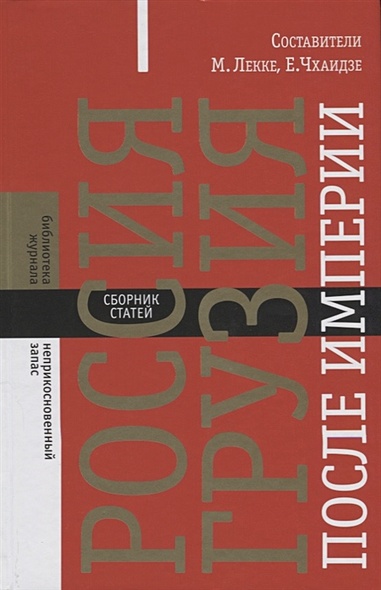 Составители
М. Лекке, Е.Чхаидзе
РОССИЯ
ГРУЗИЯ
ПОСЛЕ ИМПЕРИИ
СБОРНИК
СТАТЕЙ
библиотека
журнала
неприкосновенный
запас